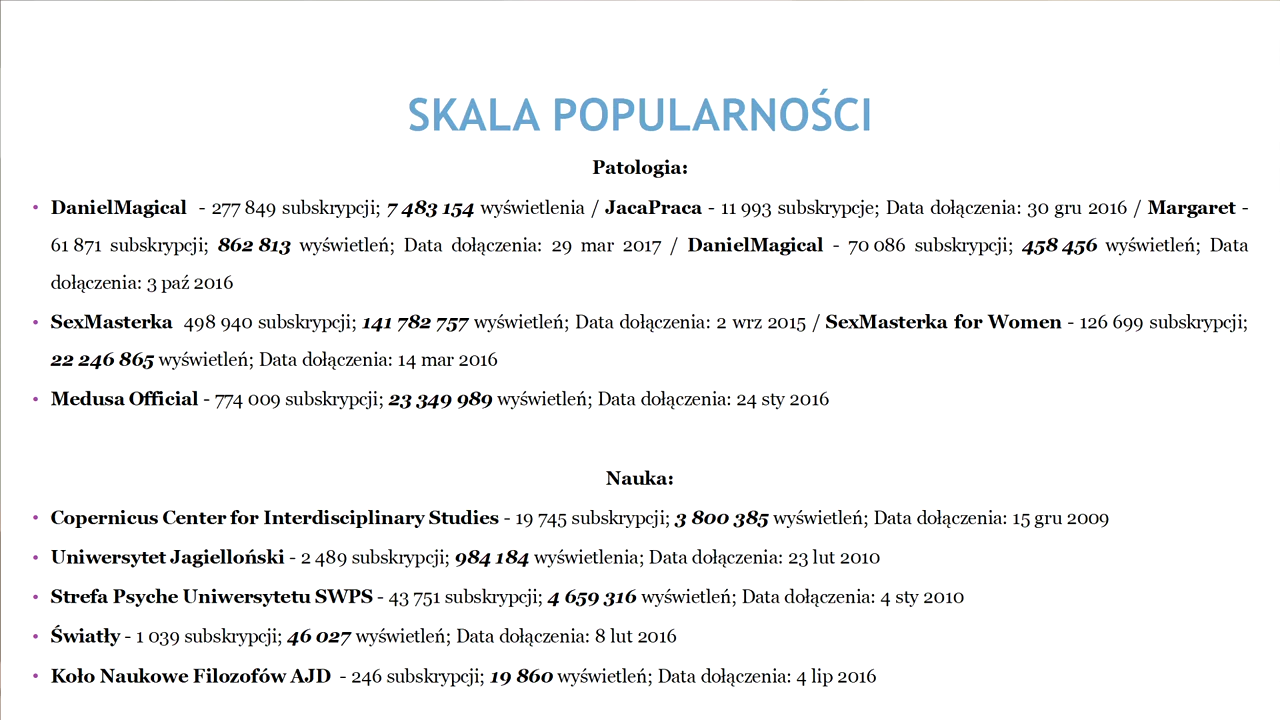 SKALA POPULARNOŚCI
Patologia:
• DanielMagical - 277 849 subskrypcji; 7 483 154 wyświetlenia / JacaPraca - 11 993 subskrypcje; Data dołączenia: 30 gru 2016 / Margaret -
61 871 subskrypcji; 862 813 wyświetleń; Data dołączenia: 29 mar 2017 / DanielMagical - 70 086 subskrypcji; 458 456 wyświetleń; Data
dołączenia: 3 paź 2016
• SexMasterka 498 940 subskrypcji; 141 782 757 wyświetleń; Data dołączenia: 2 wrz 2015 / SexMasterka for Women - 126 699 subskrypcji;
22 246 865 wyświetleń; Data dołączenia: 14 mar 2016
• Medusa Official - 774 009 subskrypcji; 23 349 989 wyświetleń; Data dołączenia: 24 sty 2016
Nauka:
• Copernicus Center for Interdisciplinary Studies - 19 745 subskrypcji; 3 800 385 wyświetleń; Data dołączenia: 15 gru 2009
• Uniwersytet Jagielloński - 2 489 subskrypcji; 984 184 wyświetlenia; Data dołączenia: 23 lut 2010
• Strefa Psyche Uniwersytetu SWPS - 43 751 subskrypcji; 4 659 316 wyświetleń; Data dołączenia: 4 sty 2010
• Światły - 1 039 subskrypcji; 46 027 wyświetleń; Data dołączenia: 8 lut 2016
• Koło Naukowe Filozofów AJD - 246 subskrypcji; 19 860 wyświetleń; Data dołączenia: 4 lip 2016